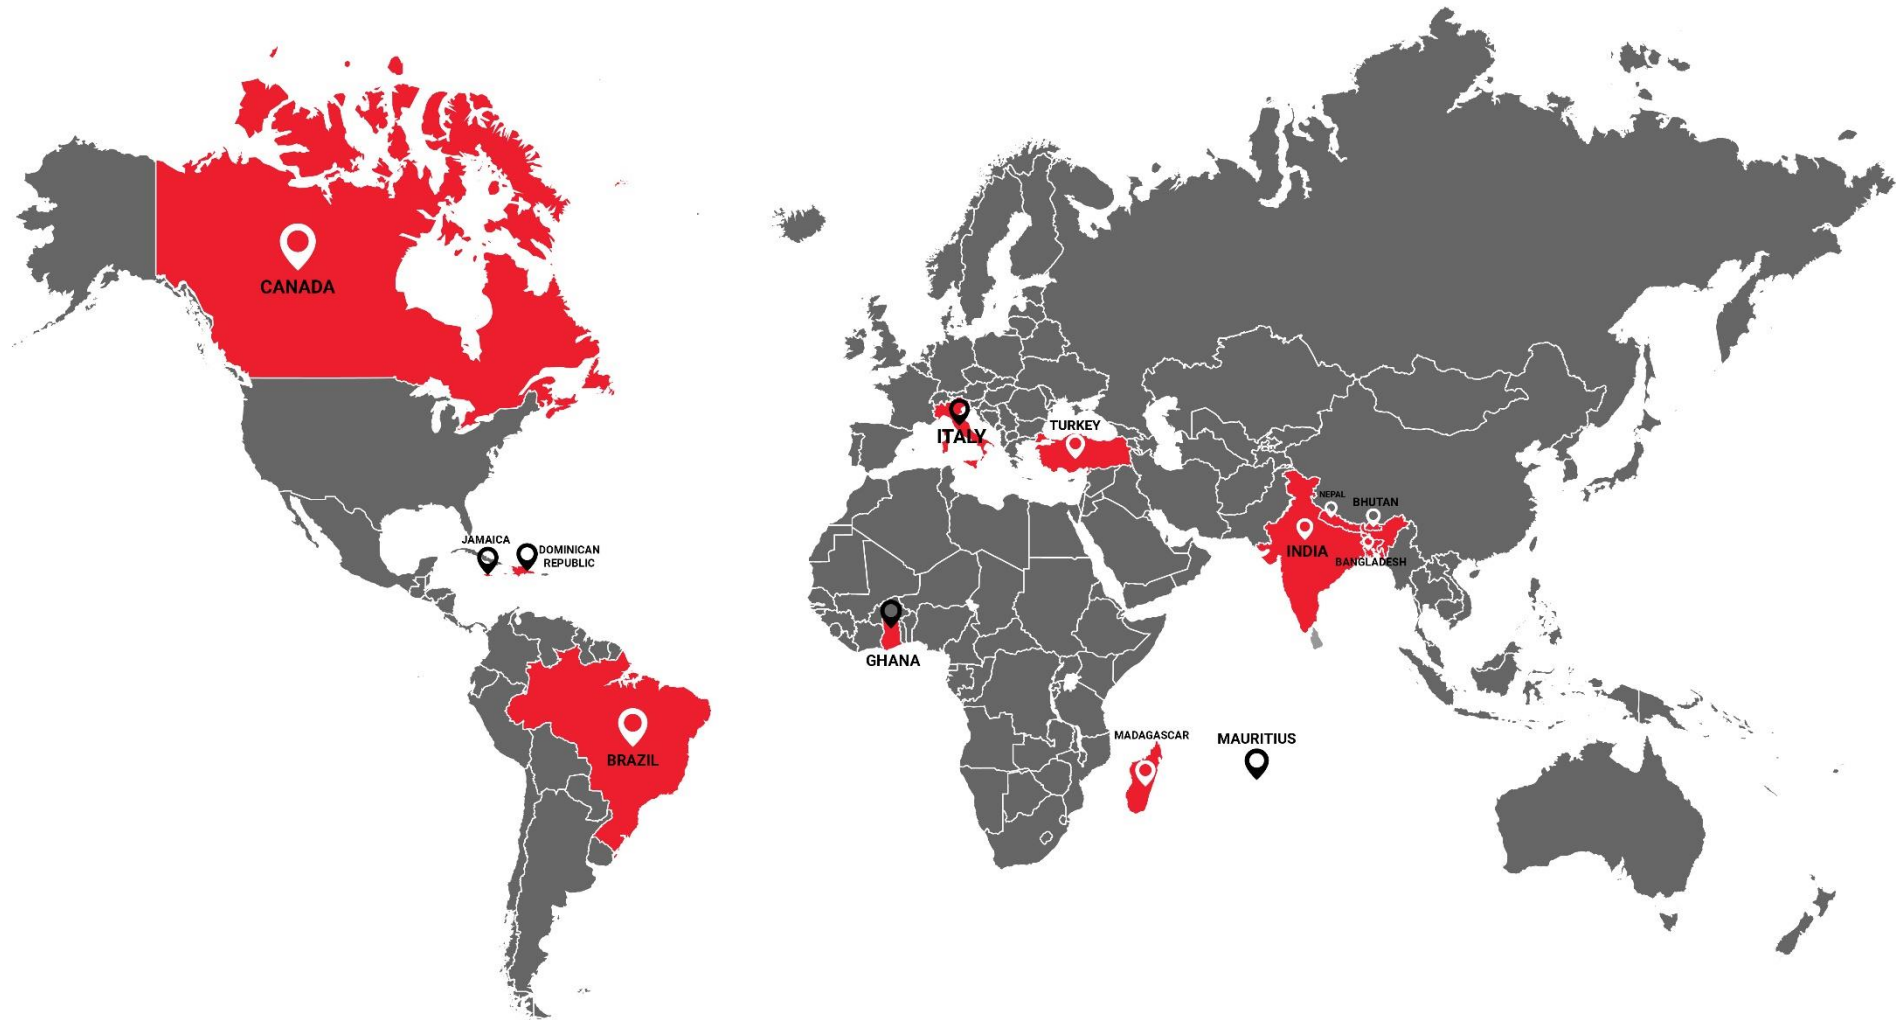 CANADA
ITALY
TURKEY
NEPAL
BHUTAN
JAMAICA
DOMINICAN
REPUBLIC
INDIA
BANGLADESH
GHANA
MADAGASCAR
MAURITIUS
BRAZIL